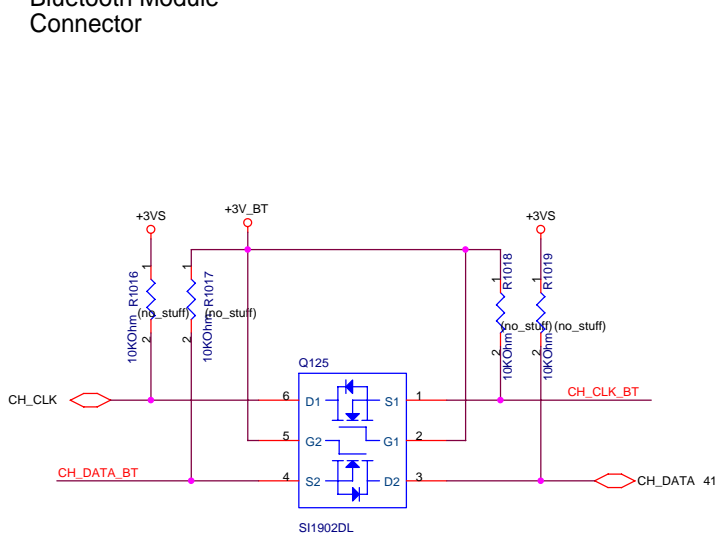 Bluetooth Module
Connector
+3VS
+3V_BT
+3VS
1
1
1
1
R1016
R1017
R1018
R1019
(no_stuff)
(no_stuff)
(no_stuff)
(no_stuff)
10KOhm
10KOhm
10KOhm
10KOhm
2
2
2
2
Q125
CH_CLK
6
D1
S1
1
CH_CLK_BT
5
G2
G1
2
CH_DATA_BT
4
S2
D2
3
CH_DATA 41
SI1902DL